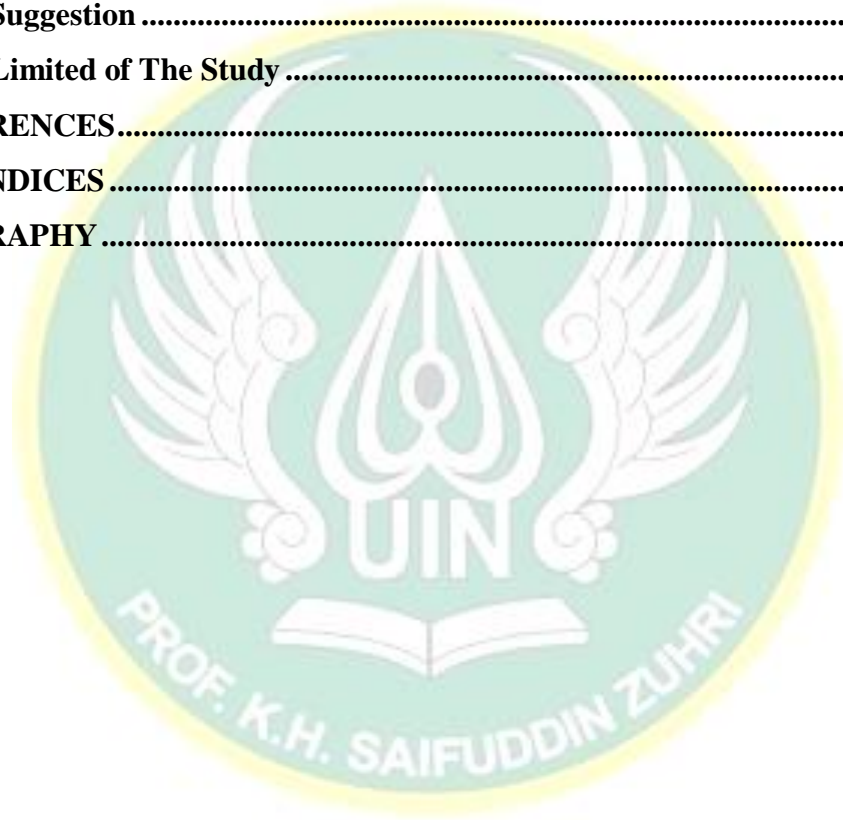 Suggestion ........................................................................................................
Limited of The Study ........................................................................................................
RENCES ........................................................................................................
NDICES ........................................................................................................
RAPHY ........................................................................................................
UIN
PROF. K.H. SAIFUDDIN ZUHRI